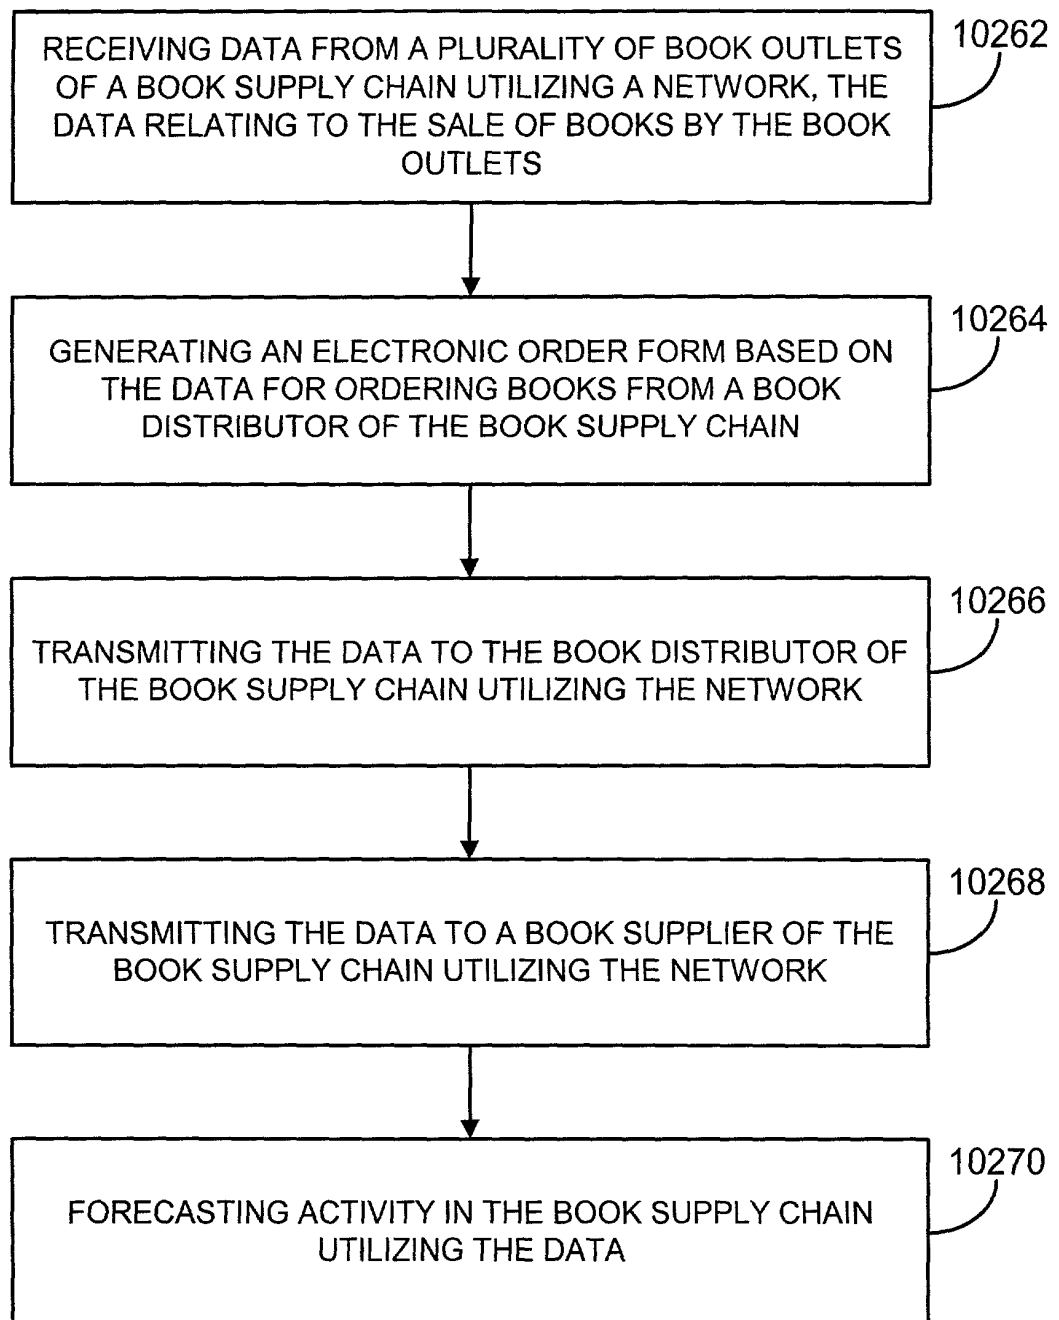 RECEIVING DATA FROM A PLURALITY OF BOOK OUTLETS
OF A BOOK SUPPLY CHAIN UTILIZING A NETWORK, THE
DATA RELATING TO THE SALE OF BOOKS BY THE BOOK
OUTLETS
10262
GENERATING AN ELECTRONIC ORDER FORM BASED ON
THE DATA FOR ORDERING BOOKS FROM A BOOK
DISTRIBUTOR OF THE BOOK SUPPLY CHAIN
10264
TRANSMITTING THE DATA TO THE BOOK DISTRIBUTOR OF
THE BOOK SUPPLY CHAIN UTILIZING THE NETWORK
10266
TRANSMITTING THE DATA TO A BOOK SUPPLIER OF THE
BOOK SUPPLY CHAIN UTILIZING THE NETWORK
10268
FORECASTING ACTIVITY IN THE BOOK SUPPLY CHAIN
UTILIZING THE DATA
10270